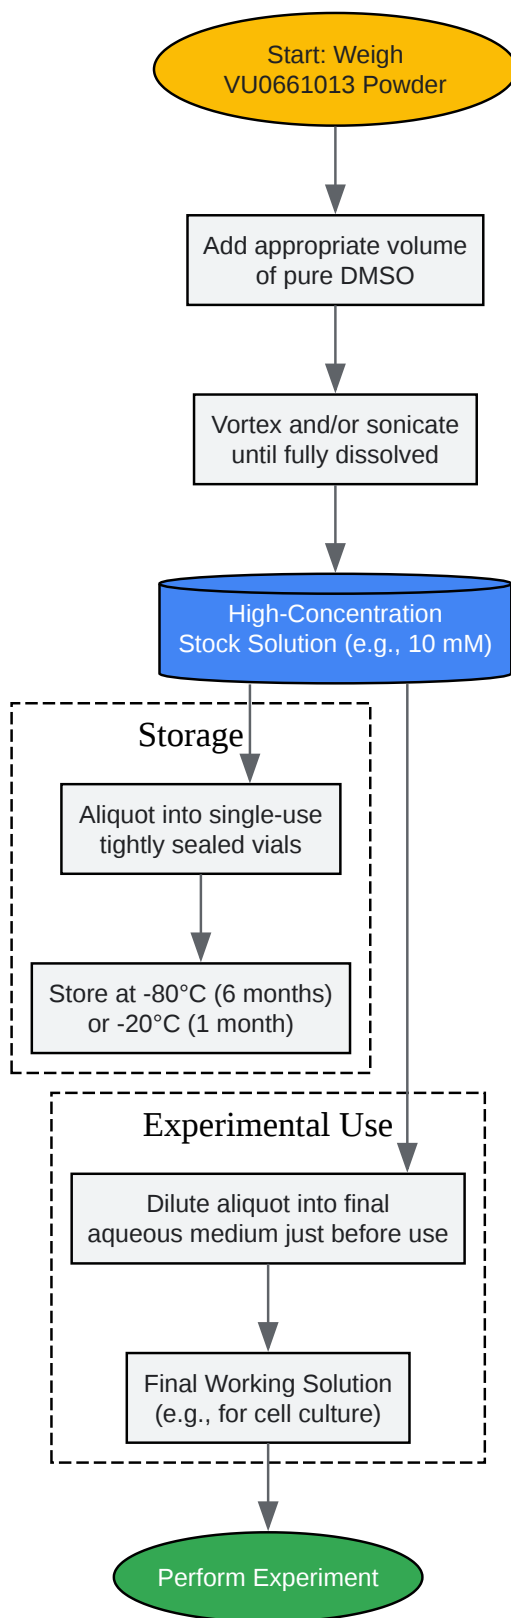 Start: Weigh
VU0661013 Powder
Add appropriate volume
of pure DMSO
Vortex and/or sonicate
until fully dissolved
High-Concentration
Stock Solution (e.g., 10 mM)
Storage
Aliquot into single-use
tightly sealed vials
Store at -80°C (6 months)
or -20°C (1 month)
Experimental Use
Dilute aliquot into final
aqueous medium just before use
Final Working Solution
(e.g., for cell culture)
Perform Experiment